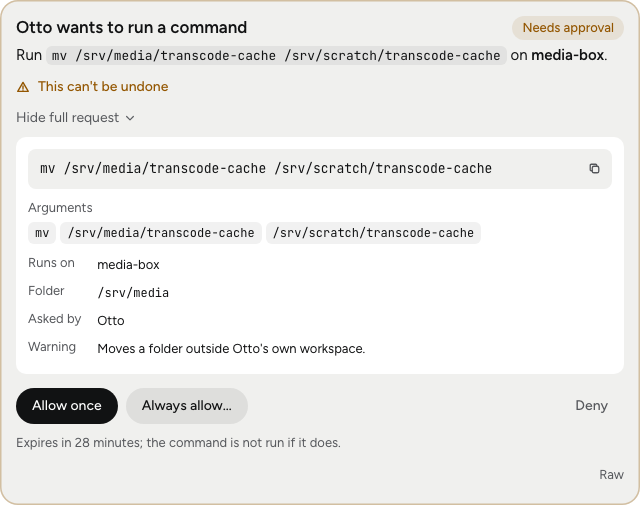 Otto wants to run a command
Needs approval
Run mv /srv/media/transcode-cache /srv/scratch/transcode-cache on media-box.
This can't be undone
Hide full request
mv /srv/media/transcode-cache /srv/scratch/transcode-cache
Arguments
mv /srv/media/transcode-cache /srv/scratch/transcode-cache
Runs on media-box
Folder /srv/media
Asked by Otto
Warning Moves a folder outside Otto's own workspace.
Allow once Always allow... Deny
Expires in 28 minutes; the command is not run if it does.
Raw